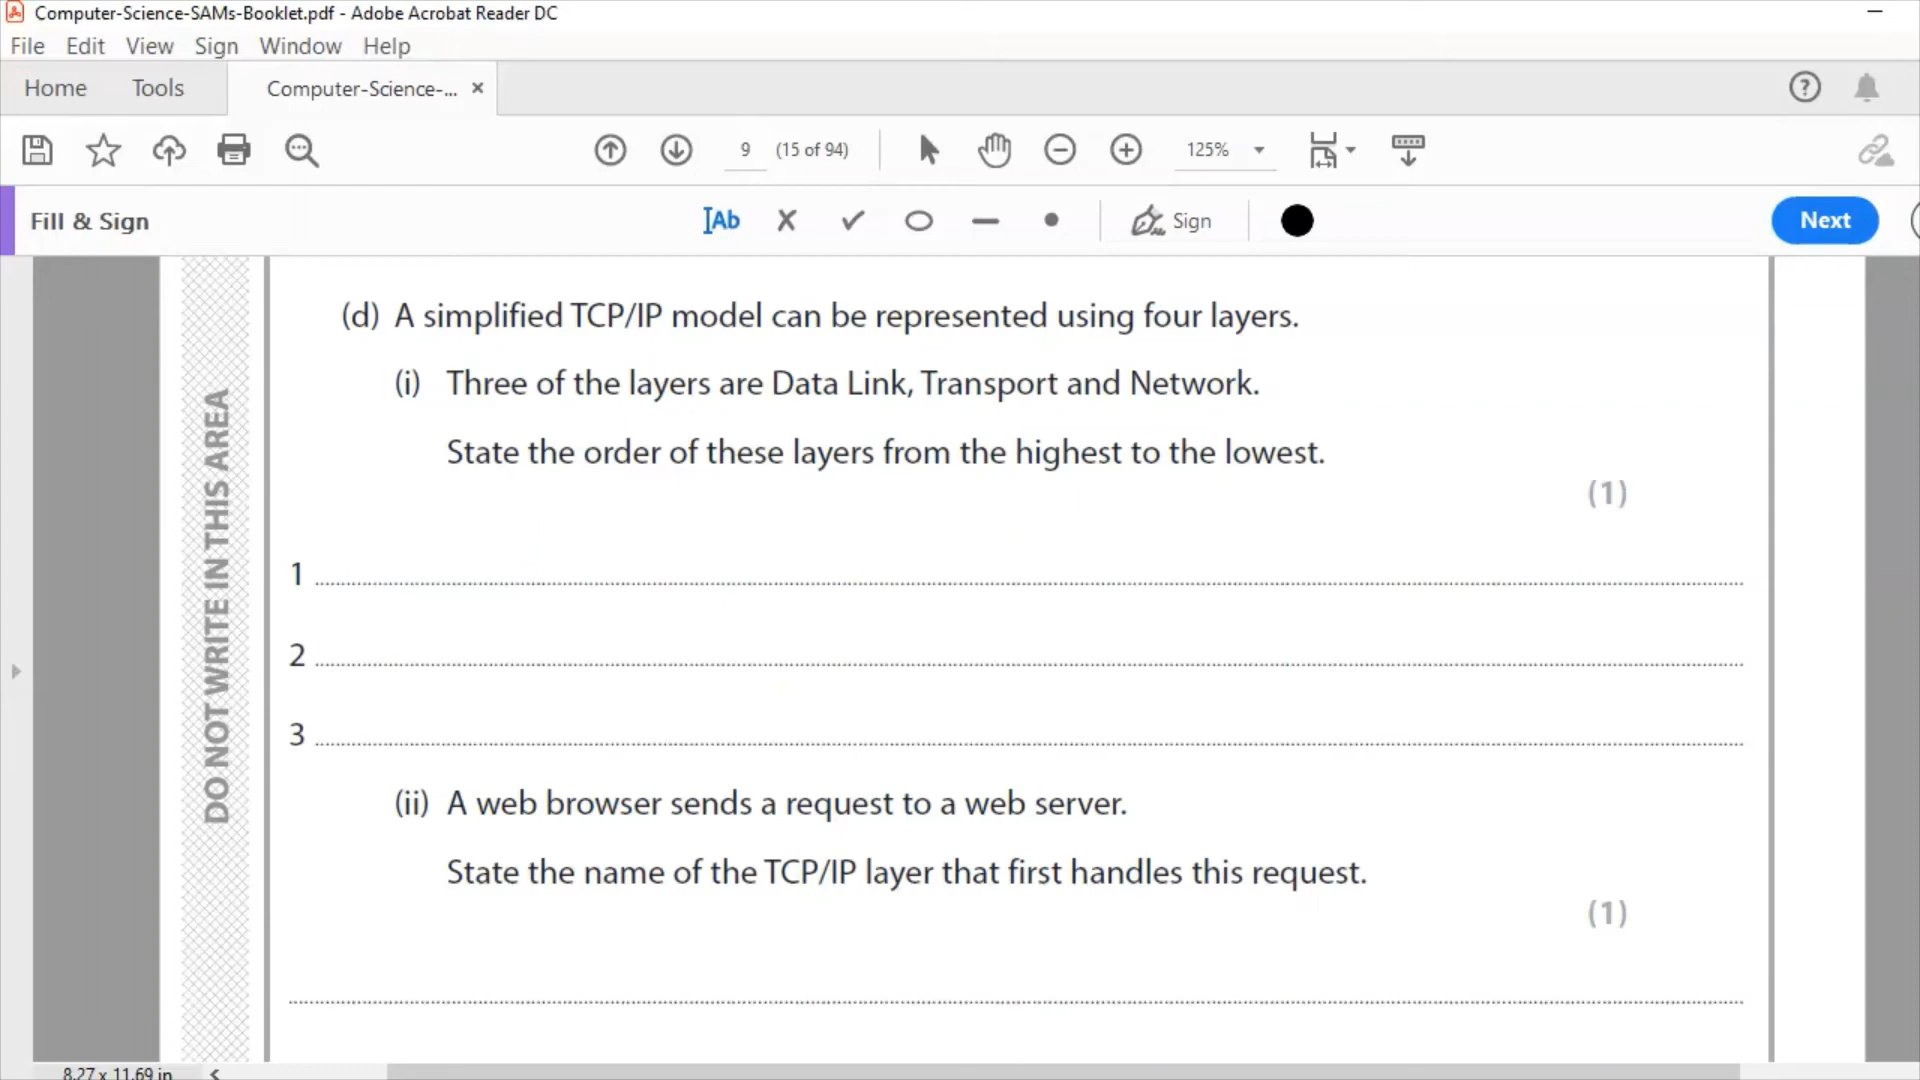 Computer-Science-SAMs-Booklet.pdf - Adobe Acrobat Reader DC
File Edit View Sign Window Help
Home Tools Computer-Science-... ×
9 (15 of 94) 125%
Fill & Sign Ab Sign Next
DO NOT WRITE IN THIS AREA
(d) A simplified TCP/IP model can be represented using four layers.
(i) Three of the layers are Data Link, Transport and Network.
State the order of these layers from the highest to the lowest.
(1)
1
2
3
(ii) A web browser sends a request to a web server.
State the name of the TCP/IP layer that first handles this request.
(1)
8.27 x 11.69 in